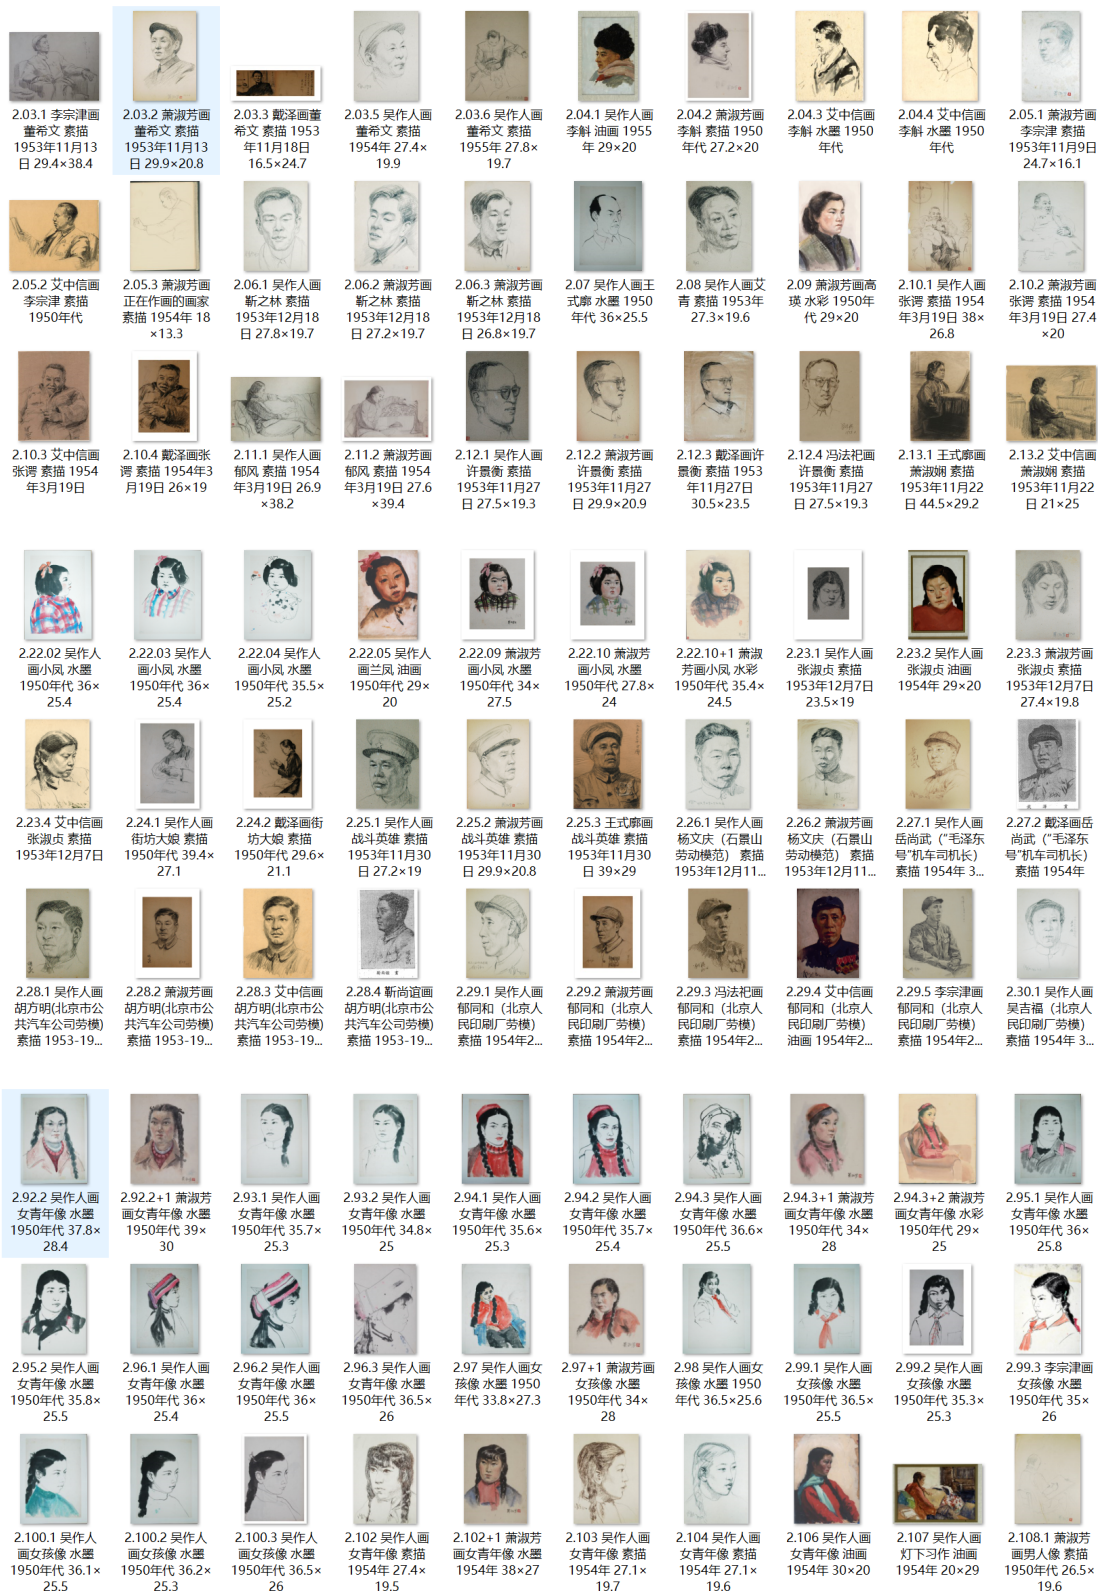 2.03.1 李宗津画
董希文 素描
1953年11月13
日 29.4×38.4
2.03.2 萧淑芳画
董希文 素描
1953年11月13
日 29.9×20.8
2.03.3 戴泽画董
希文 素描 1953
年11月18日
16.5×24.7
2.03.5 吴作人画
董希文 素描
1954年 27.4×
19.9
2.03.6 吴作人画
董希文 素描
1955年 27.8×
19.7
2.04.1 吴作人画
李斛 油画 1955
年 29×20
2.04.2 萧淑芳画
李斛 素描 1950
年代 27.2×20
2.04.3 艾中信画
李斛 水墨 1950
年代
2.04.4 艾中信画
李斛 水墨 1950
年代
2.05.1 萧淑芳画
李宗津 素描
1953年11月9日
24.7×16.1
2.05.2 艾中信画
李宗津 素描
1950年代
2.05.3 萧淑芳画
正在作画的画家
素描 1954年 18
×13.3
2.06.1 吴作人画
靳之林 素描
1953年12月18
日 27.8×19.7
2.06.2 萧淑芳画
靳之林 素描
1953年12月18
日 27.2×19.7
2.06.3 萧淑芳画
靳之林 素描
1953年12月18
日 26.8×19.7
2.07 吴作人画王
式廓 水墨 1950
年代 36×25.5
2.08 吴作人画艾
青 素描 1953年
27.3×19.6
2.09 萧淑芳画高
瑛 水彩 1950年
代 29×20
2.10.1 吴作人画
张谔 素描 1954
年3月19日 38×
26.8
2.10.2 萧淑芳画
张谔 素描 1954
年3月19日 27.4
×20
2.10.3 艾中信画
张谔 素描 1954
年3月19日
2.10.4 戴泽画张
谔 素描 1954年3
月19日 26×19
2.11.1 吴作人画
郁风 素描 1954
年3月19日 26.9
×38.2
2.11.2 萧淑芳画
郁风 素描 1954
年3月19日 27.6
×39.4
2.12.1 吴作人画
许景衡 素描
1953年11月27
日 27.5×19.3
2.12.2 萧淑芳画
许景衡 素描
1953年11月27
日 29.9×20.9
2.12.3 戴泽画许
景衡 素描 1953
年11月27日
30.5×23.5
2.12.4 冯法祀画
许景衡 素描
1953年11月27
日 27.5×19.3
2.13.1 王式廓画
萧淑娴 素描
1953年11月22
日 44.5×29.2
2.13.2 艾中信画
萧淑娴 素描
1953年11月22
日 21×25
2.22.02 吴作人
画小凤 水墨
1950年代 36×
25.4
2.22.03 吴作人
画小凤 水墨
1950年代 36×
25.4
2.22.04 吴作人
画小凤 水墨
1950年代 35.5×
25.2
2.22.05 吴作人
画兰凤 油画
1950年代 29×
20
2.22.09 萧淑芳
画小凤 水墨
1950年代 34×
27.5
2.22.10 萧淑芳
画小凤 水墨
1950年代 27.8×
24
2.22.10+1 萧淑
芳画小凤 水彩
1950年代 35.4×
24.5
2.23.1 吴作人画
张淑贞 素描
1953年12月7日
23.5×19
2.23.2 吴作人画
张淑贞 油画
1954年 29×20
2.23.3 萧淑芳画
张淑贞 素描
1953年12月7日
27.4×19.8
2.23.4 艾中信画
张淑贞 素描
1953年12月7日
2.24.1 吴作人画
街坊大娘 素描
1950年代 39.4×
27.1
2.24.2 戴泽画街
坊大娘 素描
1950年代 29.6×
21.1
2.25.1 吴作人画
战斗英雄 素描
1953年11月30
日 27.2×19
2.25.2 萧淑芳画
战斗英雄 素描
1953年11月30
日 29.9×20.8
2.25.3 王式廓画
战斗英雄 素描
1953年11月30
日 39×29
2.26.1 吴作人画
杨文庆（石景山
劳动模范） 素描
1953年12月11...
2.26.2 萧淑芳画
杨文庆（石景山
劳动模范） 素描
1953年12月11...
2.27.1 吴作人画
岳尚武（“毛泽东
号”机车司机长）
素描 1954年 3...
2.27.2 戴泽画岳
尚武（“毛泽东
号”机车司机长）
素描 1954年
2.28.1 吴作人画
胡方明(北京市公
共汽车公司劳模)
素描 1953-19...
2.28.2 萧淑芳画
胡方明(北京市公
共汽车公司劳模)
素描 1953-19...
2.28.3 艾中信画
胡方明(北京市公
共汽车公司劳模)
素描 1953-19...
2.28.4 靳尚谊画
胡方明(北京市公
共汽车公司劳模)
素描 1953-19...
2.29.1 吴作人画
郁同和（北京人
民印刷厂劳模）
素描 1954年2...
2.29.2 萧淑芳画
郁同和（北京人
民印刷厂劳模）
素描 1954年2...
2.29.3 冯法祀画
郁同和（北京人
民印刷厂劳模）
素描 1954年2...
2.29.4 艾中信画
郁同和（北京人
民印刷厂劳模）
油画 1954年2...
2.29.5 李宗津画
郁同和（北京人
民印刷厂劳模）
素描 1954年2...
2.30.1 吴作人画
吴吉福（北京人
民印刷厂劳模）
素描 1954年 3...
2.92.2 吴作人画
女青年像 水墨
1950年代 37.8×
28.4
2.92.2+1 萧淑芳
画女青年像 水墨
1950年代 39×
30
2.93.1 吴作人画
女青年像 水墨
1950年代 35.7×
25.3
2.93.2 吴作人画
女青年像 水墨
1950年代 34.8×
25
2.94.1 吴作人画
女青年像 水墨
1950年代 35.6×
25.3
2.94.2 吴作人画
女青年像 水墨
1950年代 35.7×
25.4
2.94.3 吴作人画
女青年像 水墨
1950年代 36.6×
25.5
2.94.3+1 萧淑芳
画女青年像 水墨
1950年代 34×
28
2.94.3+2 萧淑芳
画女青年像 水彩
1950年代 29×
25
2.95.1 吴作人画
女青年像 水墨
1950年代 36×
25.8
2.95.2 吴作人画
女青年像 水墨
1950年代 35.8×
25.5
2.96.1 吴作人画
女青年像 水墨
1950年代 36×
25.4
2.96.2 吴作人画
女青年像 水墨
1950年代 36×
25.5
2.96.3 吴作人画
女青年像 水墨
1950年代 36.5×
26
2.97 吴作人画女
孩像 水墨 1950
年代 33.8×27.3
2.97+1 萧淑芳画
女孩像 水墨
1950年代 34×
28
2.98 吴作人画女
孩像 水墨 1950
年代 36.5×25.6
2.99.1 吴作人画
女孩像 水墨
1950年代 36.5×
25.5
2.99.2 吴作人画
女孩像 水墨
1950年代 35.3×
25.3
2.99.3 李宗津画
女孩像 水墨
1950年代 35×
26
2.100.1 吴作人
画女孩像 水墨
1950年代 36.1×
25.5
2.100.2 吴作人
画女孩像 水墨
1950年代 36.2×
25.3
2.100.3 吴作人
画女孩像 水墨
1950年代 36.5×
26
2.102 吴作人画
女青年像 素描
1954年 27.4×
19.5
2.102+1 萧淑芳
画女青年像 水墨
1954年 38×27
2.103 吴作人画
女青年像 素描
1954年 27.1×
19.7
2.104 吴作人画
女青年像 素描
1954年 27.1×
19.6
2.106 吴作人画
女青年像 油画
1954年 30×20
2.107 吴作人画
灯下习作 油画
1954年 20×29
2.108.1 萧淑芳
画男人像 素描
1950年代 26.5×
19.6